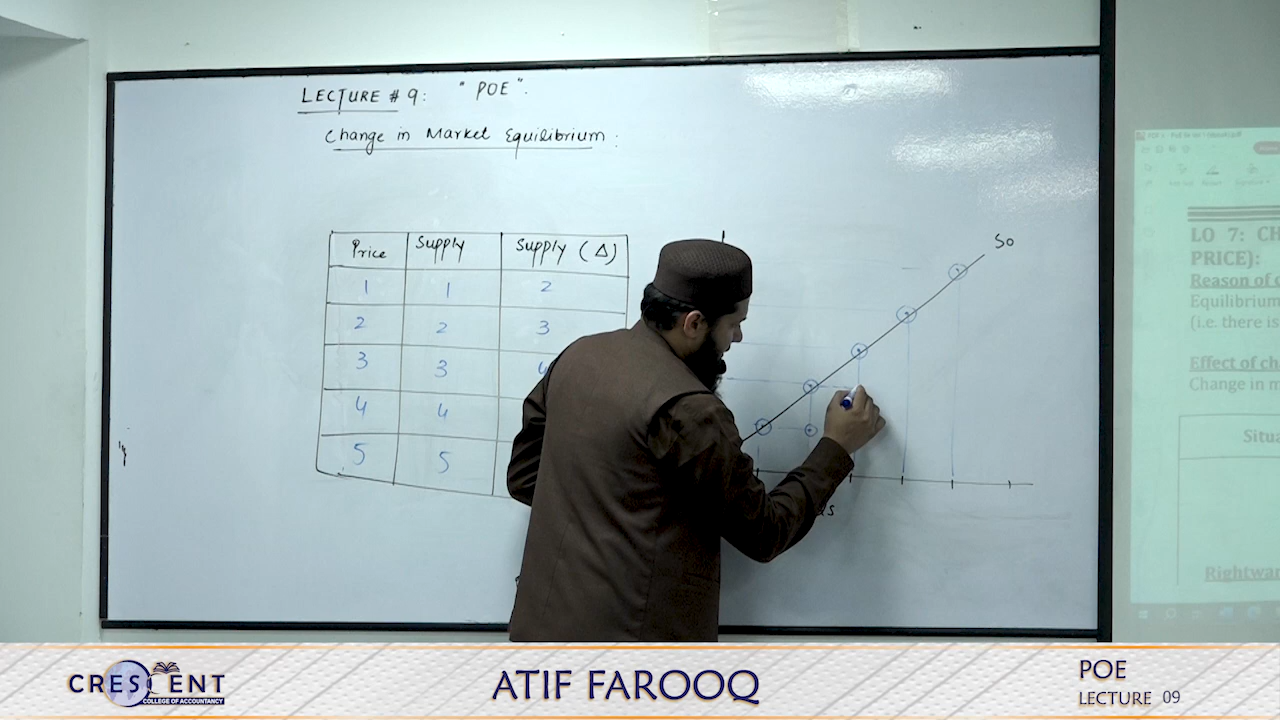 LECTURE # 9: "POE".
Change in Market Equilibrium:
Price Supply Supply (Δ)
1 1 2
2 2 3
3 3 4
4 4
5 5
So
LO 7: CH
PRICE):
Reason of c
Equilibrium
(i.e. there is
Effect of ch
Change in m
Situa
Rightwar
CRESCENT
COLLEGE OF ACCOUNTANCY
ATIF FAROOQ
POE
LECTURE 09